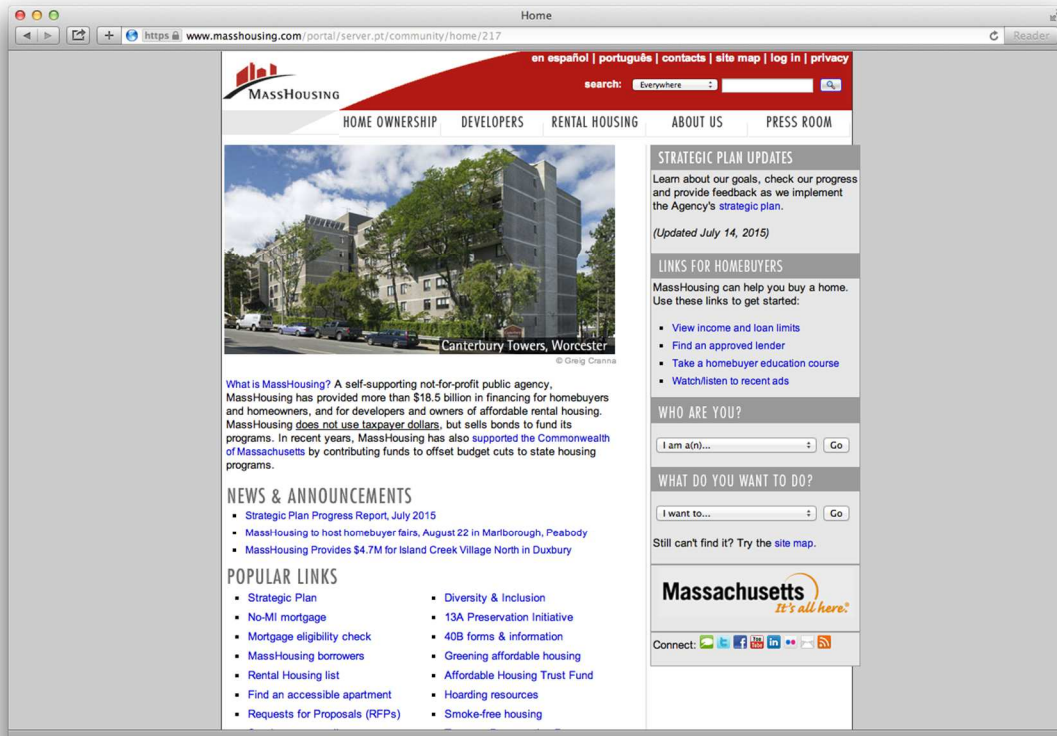 Home
https www.masshousing.com/portal/server.pt/community/home/217
Reader
en español | português | contacts | site map | log in | privacy
MASSHOUSING
search: Everywhere
HOME OWNERSHIP DEVELOPERS RENTAL HOUSING ABOUT US PRESS ROOM
Canterbury Towers, Worcester
© Greig Cranna
What is MassHousing? A self-supporting not-for-profit public agency,
MassHousing has provided more than $18.5 billion in financing for homebuyers
and homeowners, and for developers and owners of affordable rental housing.
MassHousing does not use taxpayer dollars, but sells bonds to fund its
programs. In recent years, MassHousing has also supported the Commonwealth
of Massachusetts by contributing funds to offset budget cuts to state housing
programs.
NEWS & ANNOUNCEMENTS
Strategic Plan Progress Report, July 2015
MassHousing to host homebuyer fairs, August 22 in Marlborough, Peabody
MassHousing Provides $4.7M for Island Creek Village North in Duxbury
POPULAR LINKS
Strategic Plan
No-MI mortgage
Mortgage eligibility check
MassHousing borrowers
Rental Housing list
Find an accessible apartment
Requests for Proposals (RFPs)
Diversity & Inclusion
13A Preservation Initiative
40B forms & information
Greening affordable housing
Affordable Housing Trust Fund
Hoarding resources
Smoke-free housing
STRATEGIC PLAN UPDATES
Learn about our goals, check our progress
and provide feedback as we implement
the Agency's strategic plan.
(Updated July 14, 2015)
LINKS FOR HOMEBUYERS
MassHousing can help you buy a home.
Use these links to get started:
View income and loan limits
Find an approved lender
Take a homebuyer education course
Watch/listen to recent ads
WHO ARE YOU?
I am a(n)... Go
WHAT DO YOU WANT TO DO?
I want to... Go
Still can't find it? Try the site map.
Massachusetts
It's all here.®
Connect:
You
Tube